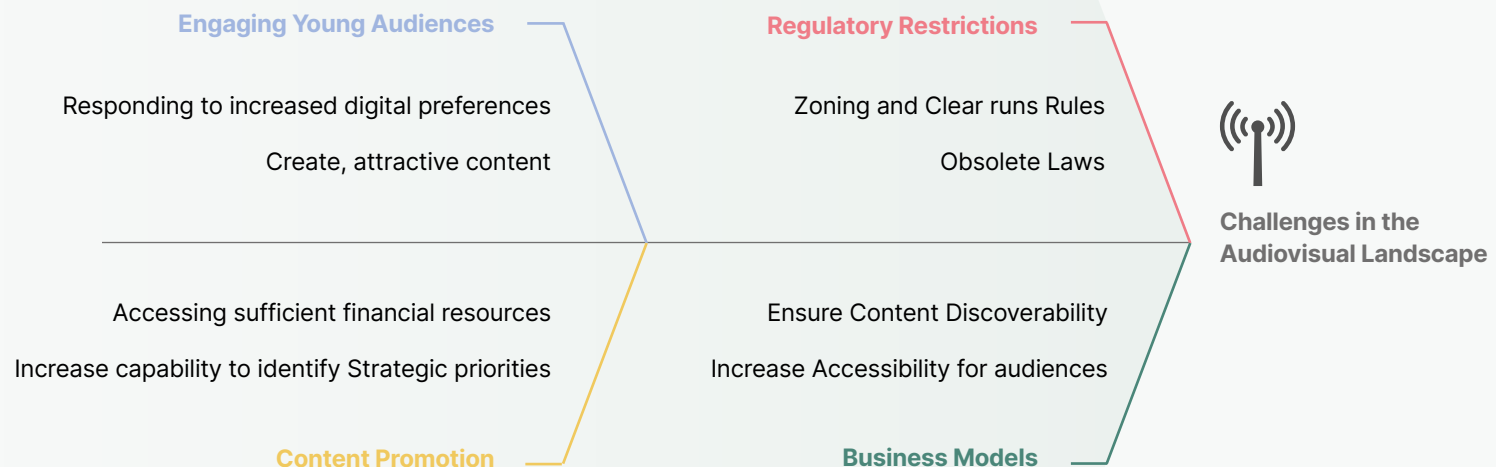 Engaging Young Audiences
Responding to increased digital preferences
Create, attractive content
Regulatory Restrictions
Zoning and Clear runs Rules
Obsolete Laws
Challenges in the
Audiovisual Landscape
Accessing sufficient financial resources
Increase capability to identify Strategic priorities
Content Promotion
Ensure Content Discoverability
Increase Accessibility for audiences
Business Models